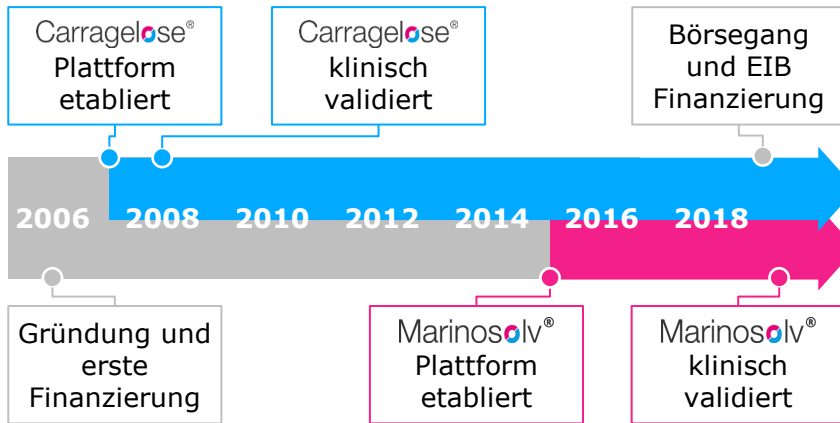 Carragelose®
Plattform
etabliert
Carragelose®
klinisch
validiert
Börsegang
und EIB
Finanzierung
2006 2008 2010 2012 2014 2016 2018
Gründung und
erste
Finanzierung
Marinosolv®
Plattform
etabliert
Marinosolv®
klinisch
validiert